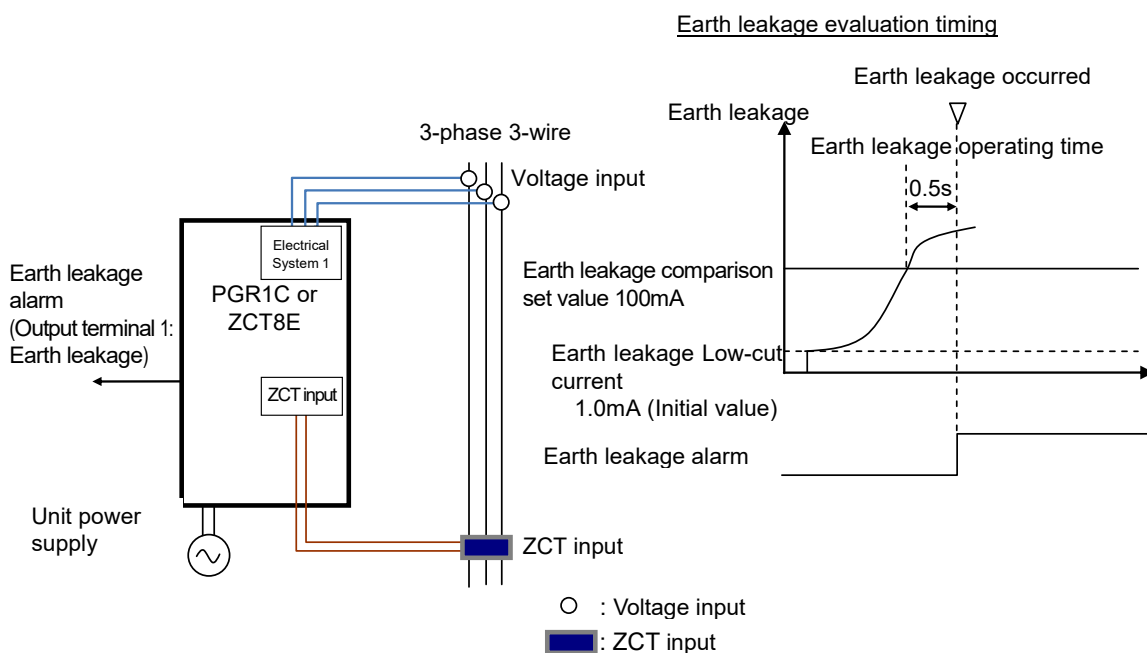 Earth leakage evaluation timing
Earth leakage occurred
Earth leakage
Earth leakage operating time
0.5s
Earth leakage comparison
set value 100mA
Earth leakage Low-cut
current
1.0mA (Initial value)
Earth leakage alarm
3-phase 3-wire
Voltage input
Electrical
System 1
PGR1C or
ZCT8E
Earth leakage
alarm
(Output terminal 1:
Earth leakage)
ZCT input
Unit power
supply
ZCT input
: Voltage input
: ZCT input